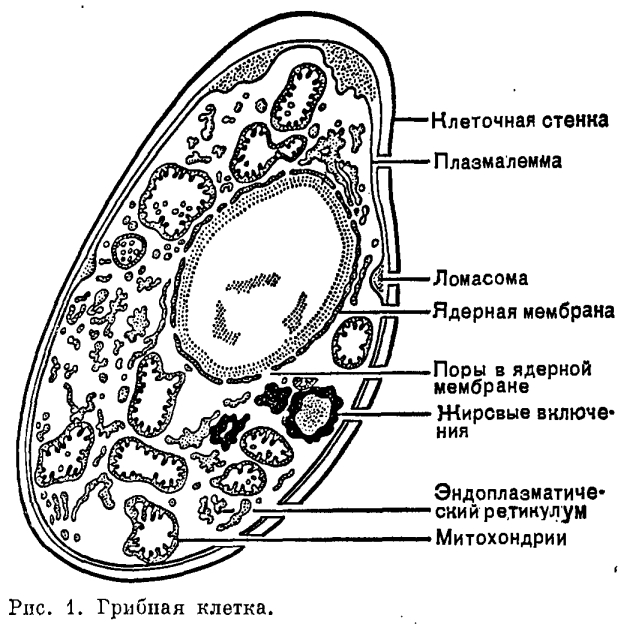 Клеточная стенка
Плазмалемма
Ломасома
Ядерная мембрана
Поры в ядерной
мембране
Жировые включе-
ния
Эндоплазматиче-
ский ретикулум
Митохондрии
Рис. 1. Грибная клетка.